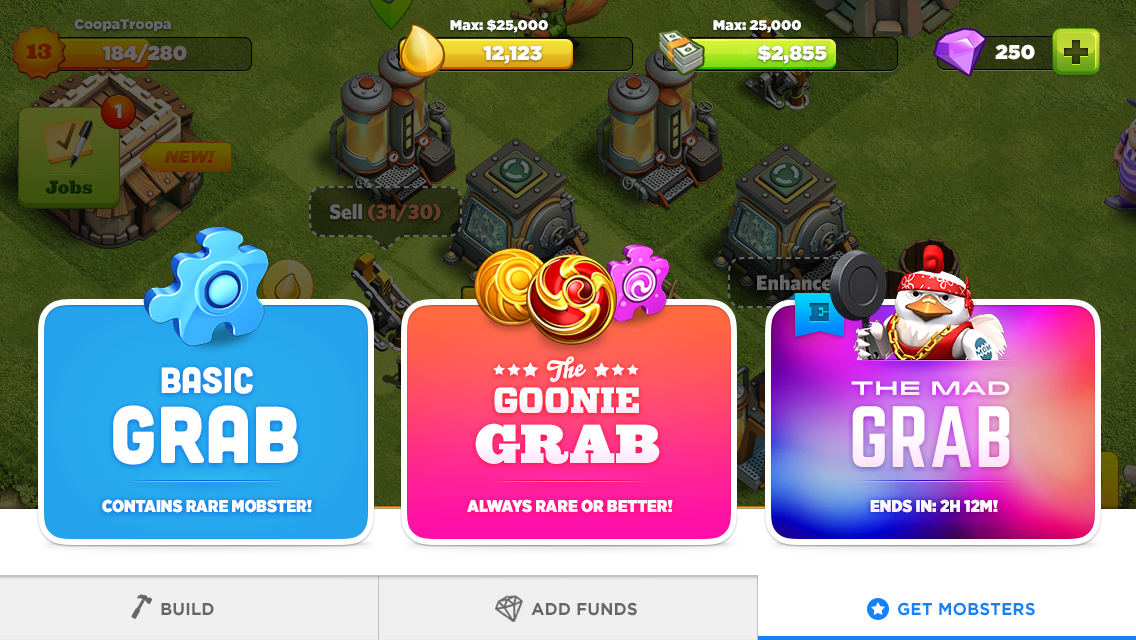 CoopaTroopa
13
184/280
Max: $25,000
12,123
Max: 25,000
$2,855
250
1
Jobs
NEW!
Sell (31/30)
Enhance
BASIC
GRAB
CONTAINS RARE MOBSTER!
The
GOONIE
GRAB
ALWAYS RARE OR BETTER!
E
MGM
THE MAD
GRAB
ENDS IN: 2H 12M!
BUILD
ADD FUNDS
GET MOBSTERS